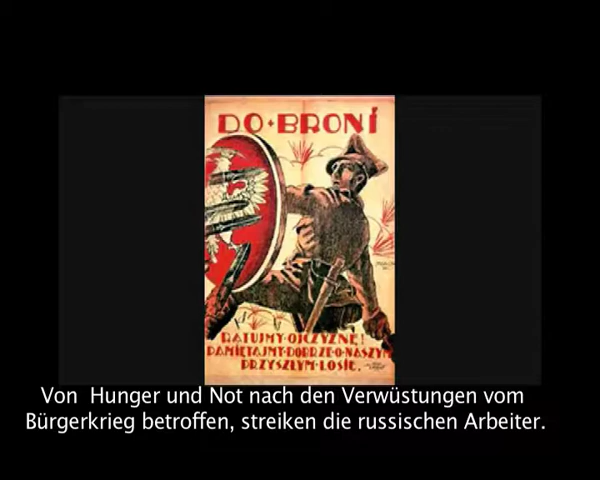 DO BRONI
RATUJMY OJCZYZNĘ!
PAMIĘTAJMY DOBRZE O NASZYM
PRZYSZŁYM LOSIE.
Von Hunger und Not nach den Verwüstungen vom
Bürgerkrieg betroffen, streiken die russischen Arbeiter.